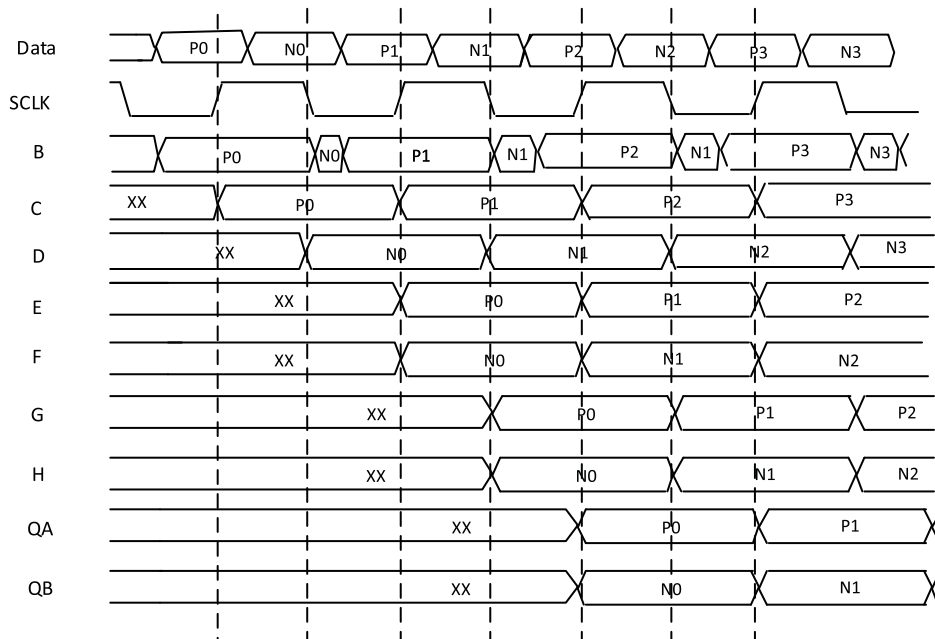 Data P0 N0 P1 N1 P2 N2 P3 N3
SCLK
B P0 N0 P1 N1 P2 N1 P3 N3
C XX P0 P1 P2 P3
D XX N0 N1 N2 N3
E XX P0 P1 P2
F XX N0 N1 N2
G XX P0 P1 P2
H XX N0 N1 N2
QA XX P0 P1
QB XX N0 N1